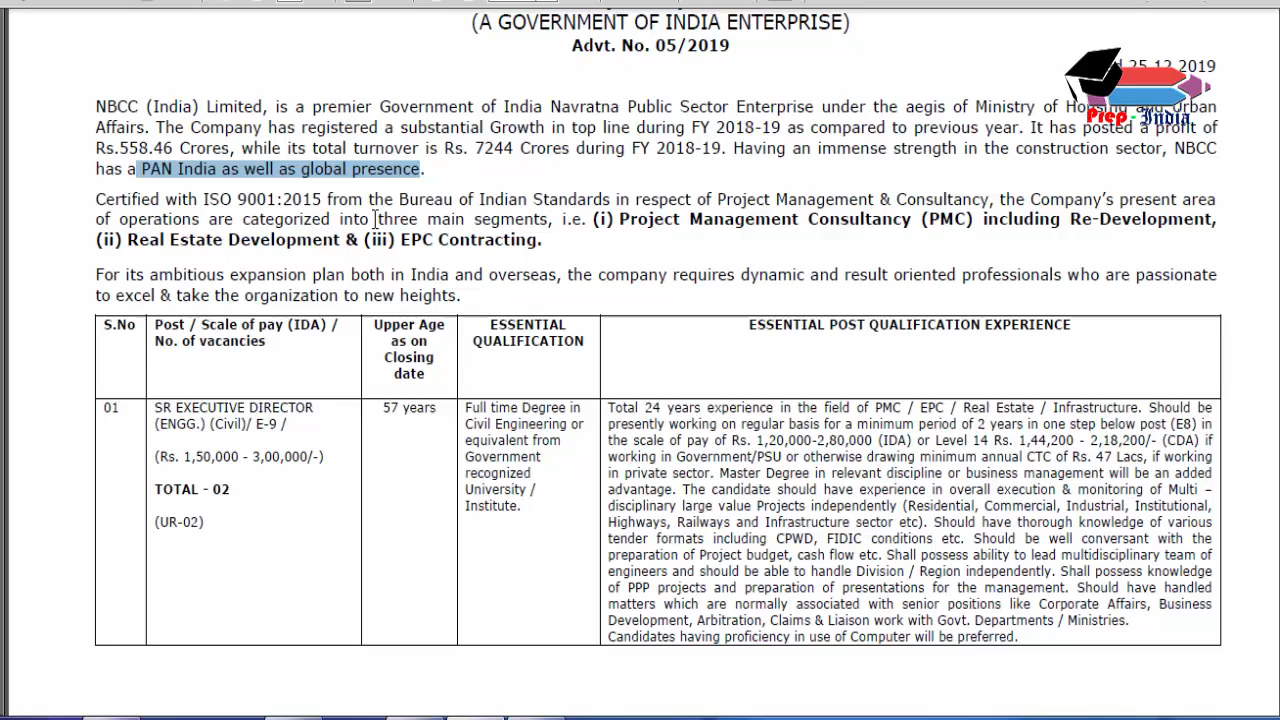 (A GOVERNMENT OF INDIA ENTERPRISE)
Advt. No. 05/2019
25.12.2019
NBCC (India) Limited, is a premier Government of India Navratna Public Sector Enterprise under the aegis of Ministry of Housing and Urban
Affairs. The Company has registered a substantial Growth in top line during FY 2018-19 as compared to previous year. It has posted a profit of
Rs.558.46 Crores, while its total turnover is Rs. 7244 Crores during FY 2018-19. Having an immense strength in the construction sector, NBCC
has a PAN India as well as global presence.
Prep - India
Certified with ISO 9001:2015 from the Bureau of Indian Standards in respect of Project Management & Consultancy, the Company's present area
of operations are categorized into three main segments, i.e. (i) Project Management Consultancy (PMC) including Re-Development,
(ii) Real Estate Development & (iii) EPC Contracting.
For its ambitious expansion plan both in India and overseas, the company requires dynamic and result oriented professionals who are passionate
to excel & take the organization to new heights.
S.No
Post / Scale of pay (IDA) /
No. of vacancies
Upper Age
as on
Closing
date
ESSENTIAL
QUALIFICATION
ESSENTIAL POST QUALIFICATION EXPERIENCE
01
SR EXECUTIVE DIRECTOR
(ENGG.) (Civil)/ E-9 /
(Rs. 1,50,000 - 3,00,000/-)
TOTAL - 02
(UR-02)
57 years
Full time Degree in
Civil Engineering or
equivalent from
Government
recognized
University /
Institute.
Total 24 years experience in the field of PMC / EPC / Real Estate / Infrastructure. Should be
presently working on regular basis for a minimum period of 2 years in one step below post (E8) in
the scale of pay of Rs. 1,20,000-2,80,000 (IDA) or Level 14 Rs. 1,44,200 - 2,18,200/- (CDA) if
working in Government/PSU or otherwise drawing minimum annual CTC of Rs. 47 Lacs, if working
in private sector. Master Degree in relevant discipline or business management will be an added
advantage. The candidate should have experience in overall execution & monitoring of Multi –
disciplinary large value Projects independently (Residential, Commercial, Industrial, Institutional,
Highways, Railways and Infrastructure sector etc). Should have thorough knowledge of various
tender formats including CPWD, FIDIC conditions etc. Should be well conversant with the
preparation of Project budget, cash flow etc. Shall possess ability to lead multidisciplinary team of
engineers and should be able to handle Division / Region independently. Shall possess knowledge
of PPP projects and preparation of presentations for the management. Should have handled
matters which are normally associated with senior positions like Corporate Affairs, Business
Development, Arbitration, Claims & Liaison work with Govt. Departments / Ministries.
Candidates having proficiency in use of Computer will be preferred.